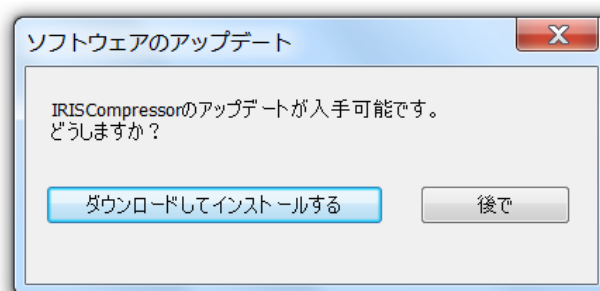 ソフトウェアのアップデート
IRISCompressorのアップデートが入手可能です。
どうしますか？
ダウンロードしてインストールする
後で